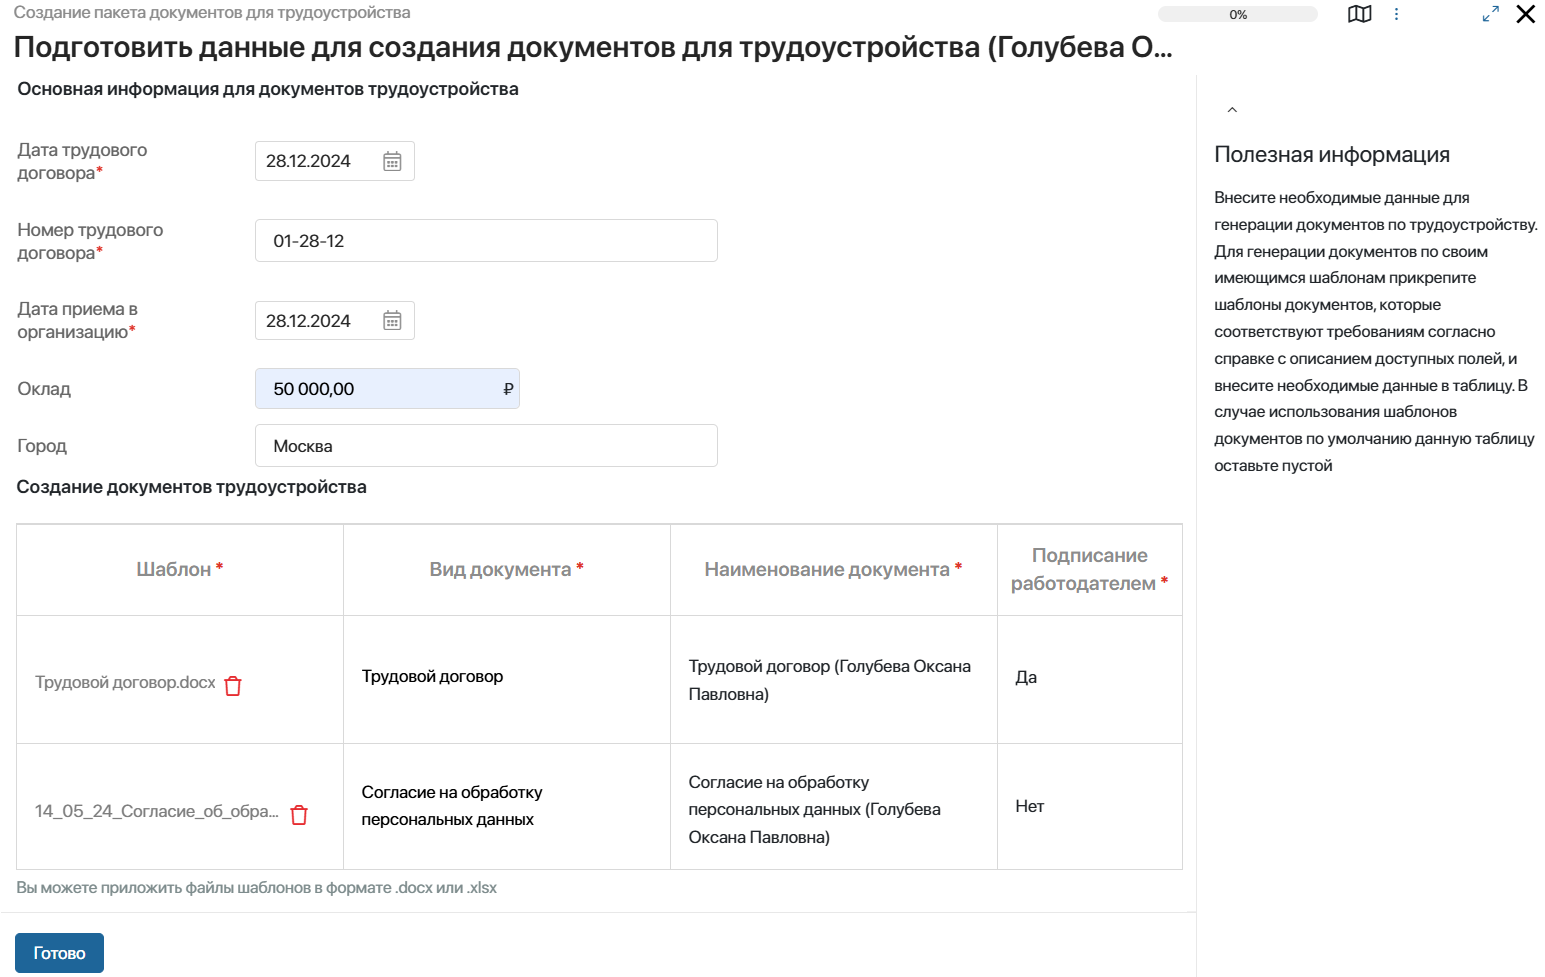 Создание пакета документов для трудоустройства
0%
Подготовить данные для создания документов для трудоустройства (Голубева О...
Основная информация для документов трудоустройства
Дата трудового
договора*
28.12.2024
Номер трудового
договора*
01-28-12
Дата приема в
организацию*
28.12.2024
Оклад
50 000,00 ₽
Город
Москва
Создание документов трудоустройства
Шаблон *
Вид документа *
Наименование документа *
Подписание
работодателем *
Трудовой договор.docx
Трудовой договор
Трудовой договор (Голубева Оксана
Павловна)
Да
14_05_24_Согласие_об_обра...
Согласие на обработку
персональных данных
Согласие на обработку
персональных данных (Голубева
Оксана Павловна)
Нет
Вы можете приложить файлы шаблонов в формате .docx или .xlsx
Готово
Полезная информация
Внесите необходимые данные для
генерации документов по трудоустройству.
Для генерации документов по своим
имеющимся шаблонам прикрепите
шаблоны документов, которые
соответствуют требованиям согласно
справке с описанием доступных полей, и
внесите необходимые данные в таблицу. В
случае использования шаблонов
документов по умолчанию данную таблицу
оставьте пустой